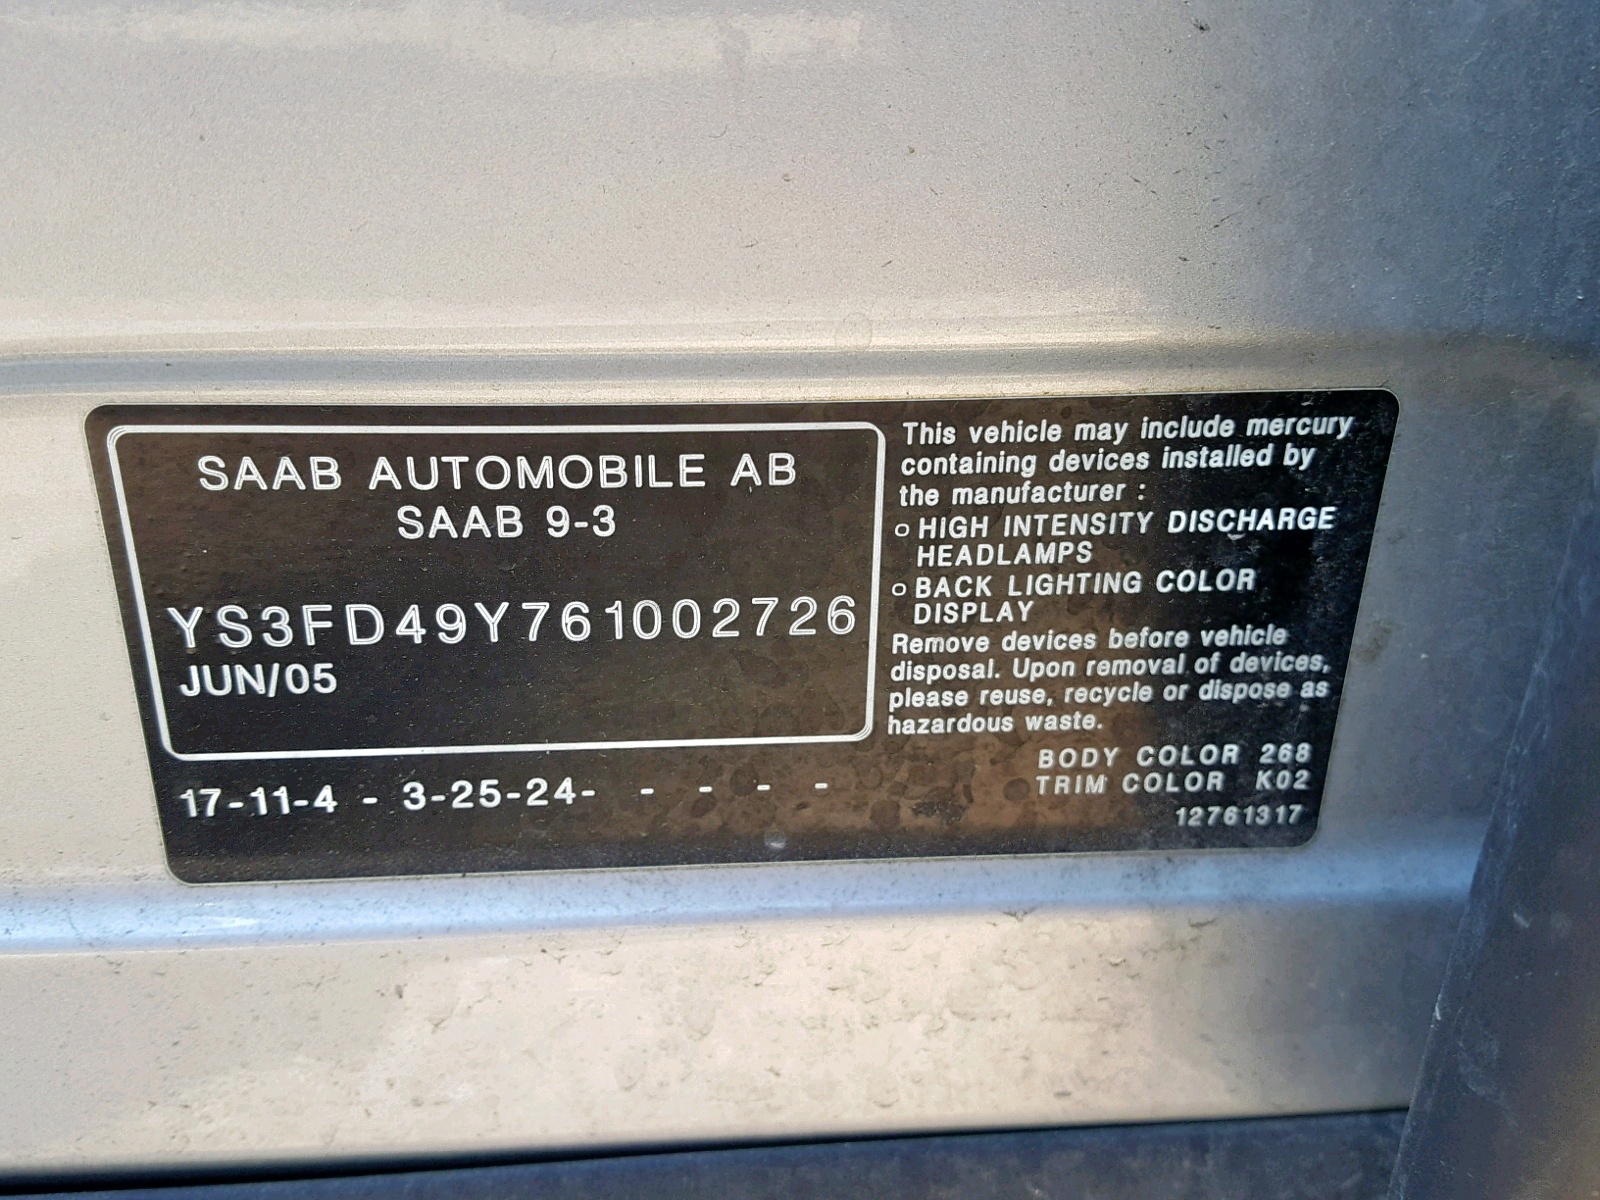 SAAB AUTOMOBILE AB
SAAB 9-3
YS3FD49Y761002726
JUN/05
17-11-4 - 3-25-24- - - - -
This vehicle may include mercury
containing devices installed by
the manufacturer :
o HIGH INTENSITY DISCHARGE
HEADLAMPS
o BACK LIGHTING COLOR
DISPLAY
Remove devices before vehicle
disposal. Upon removal of devices,
please reuse, recycle or dispose as
hazardous waste.
BODY COLOR 268
TRIM COLOR K02
12761317